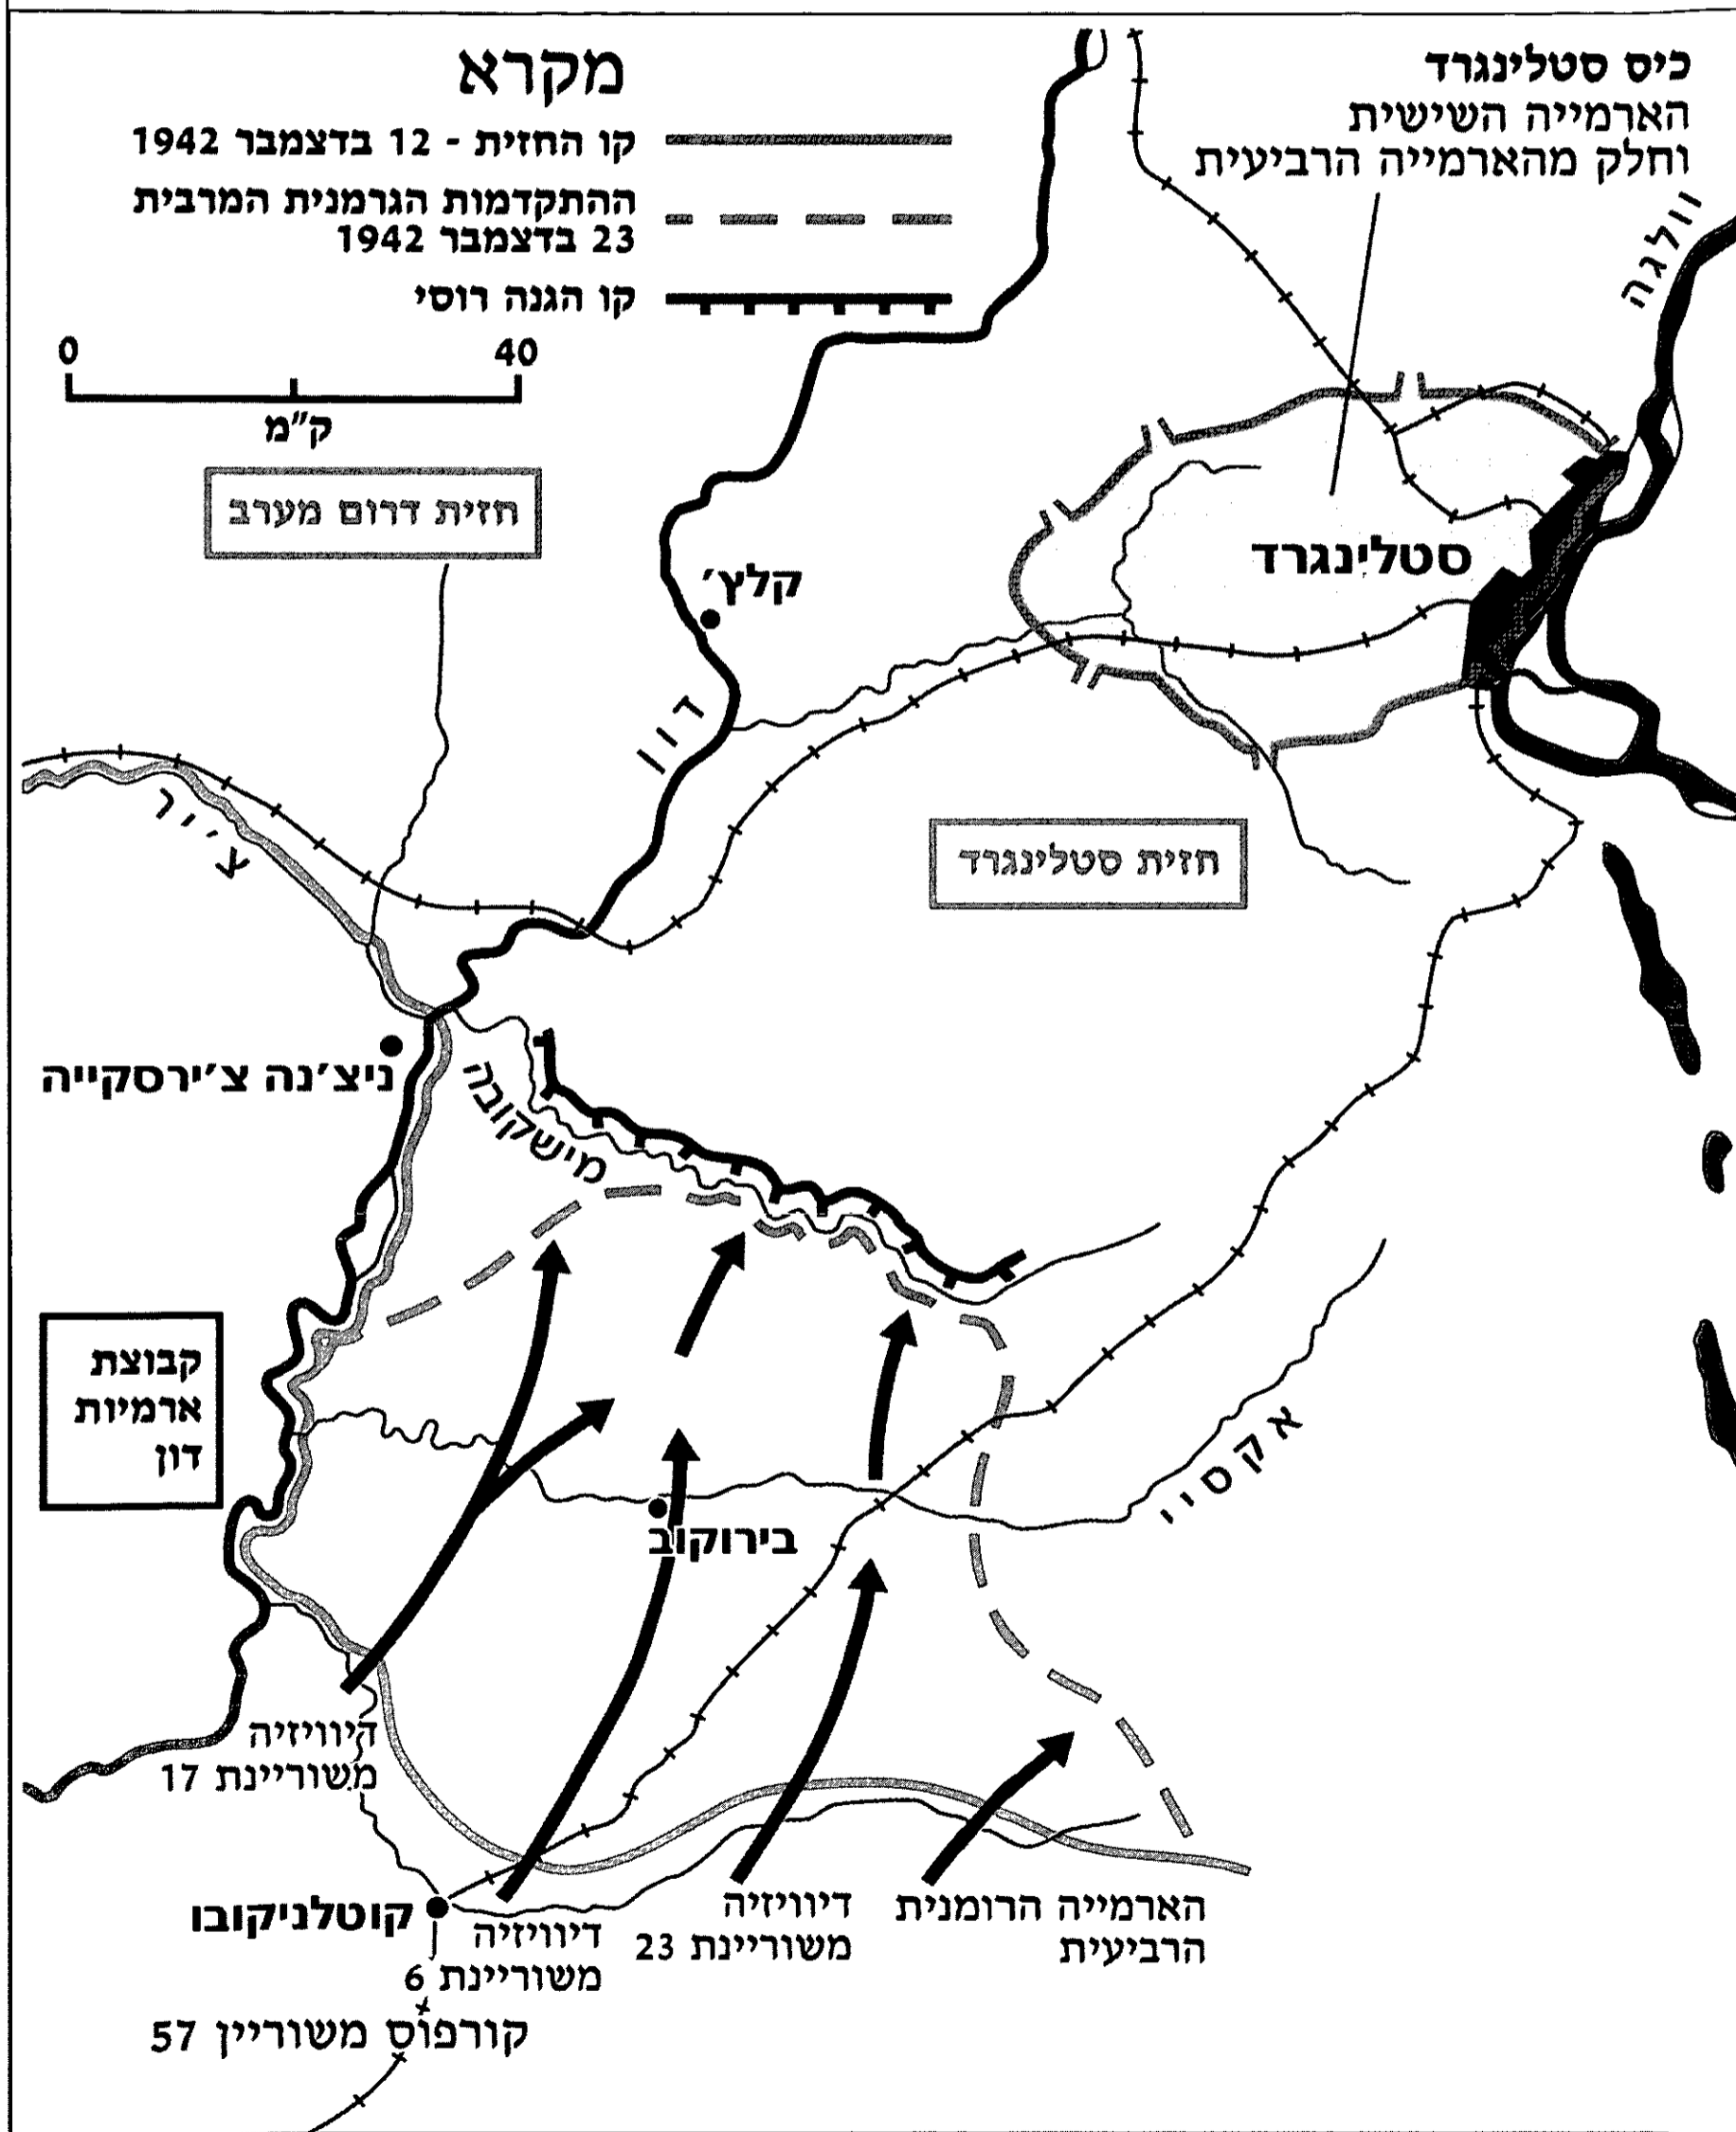 מקרא
קו החזית - 12 בדצמבר 1942
ההתקדמות הגרמנית המרבית
23 בדצמבר 1942
קו הגנה רוסי
0 40
ק"מ
כיס סטלינגרד
הארמייה השישית
וחלק מהארמייה הרביעית
וולגה
חזית דרום מערב
קלץ'
סטלינגרד
דון
צ'יר
חזית סטלינגרד
ניצ'נה צ'ירסקייה
מישקובה
קבוצת
ארמיות
דון
אקסיי
בירוקוב
דיוויזיה
משוריינת 17
קוטלניקובו
דיוויזיה
משוריינת 6
דיוויזיה
משוריינת 23
הארמייה הרומנית
הרביעית
קורפוס משוריין 57